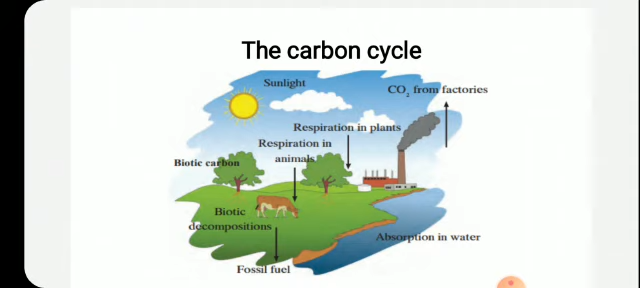 The carbon cycle
Sunlight
CO₂ from factories
Respiration in plants
Respiration in
animals
Biotic carbon
Biotic
decompositions
Absorption in water
Fossil fuel